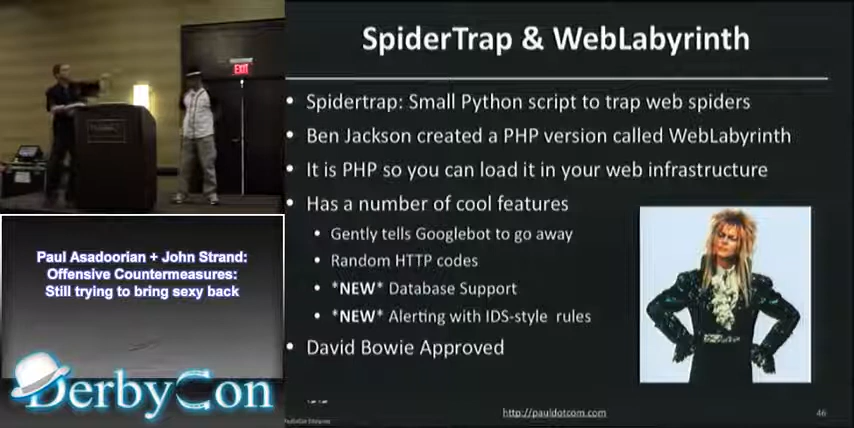 SpiderTrap & WebLabyrinth
EXIT
• Spidertrap: Small Python script to trap web spiders
• Ben Jackson created a PHP version called WebLabyrinth
• It is PHP so you can load it in your web infrastructure
• Has a number of cool features
• Gently tells Googlebot to go away
• Random HTTP codes
• *NEW* Database Support
• *NEW* Alerting with IDS-style rules
• David Bowie Approved
Paul Asadoorian + John Strand:
Offensive Countermeasures:
Still trying to bring sexy back
DerbyCon
http://pauldotcom.com
46